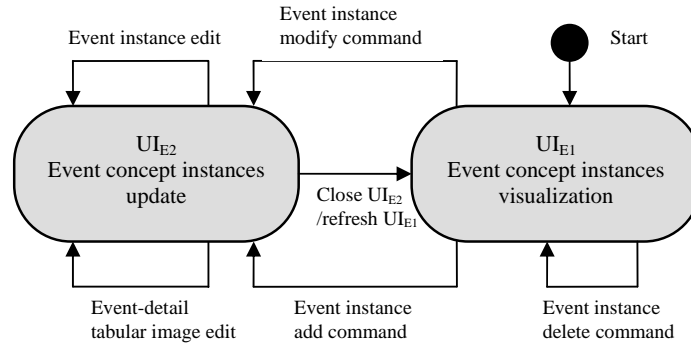 Event instance edit
Event instance
modify command
Start
UIE2
Event concept instances
update
UIE1
Event concept instances
visualization
Close UIE2
/refresh UIE1
Event-detail
tabular image edit
Event instance
add command
Event instance
delete command